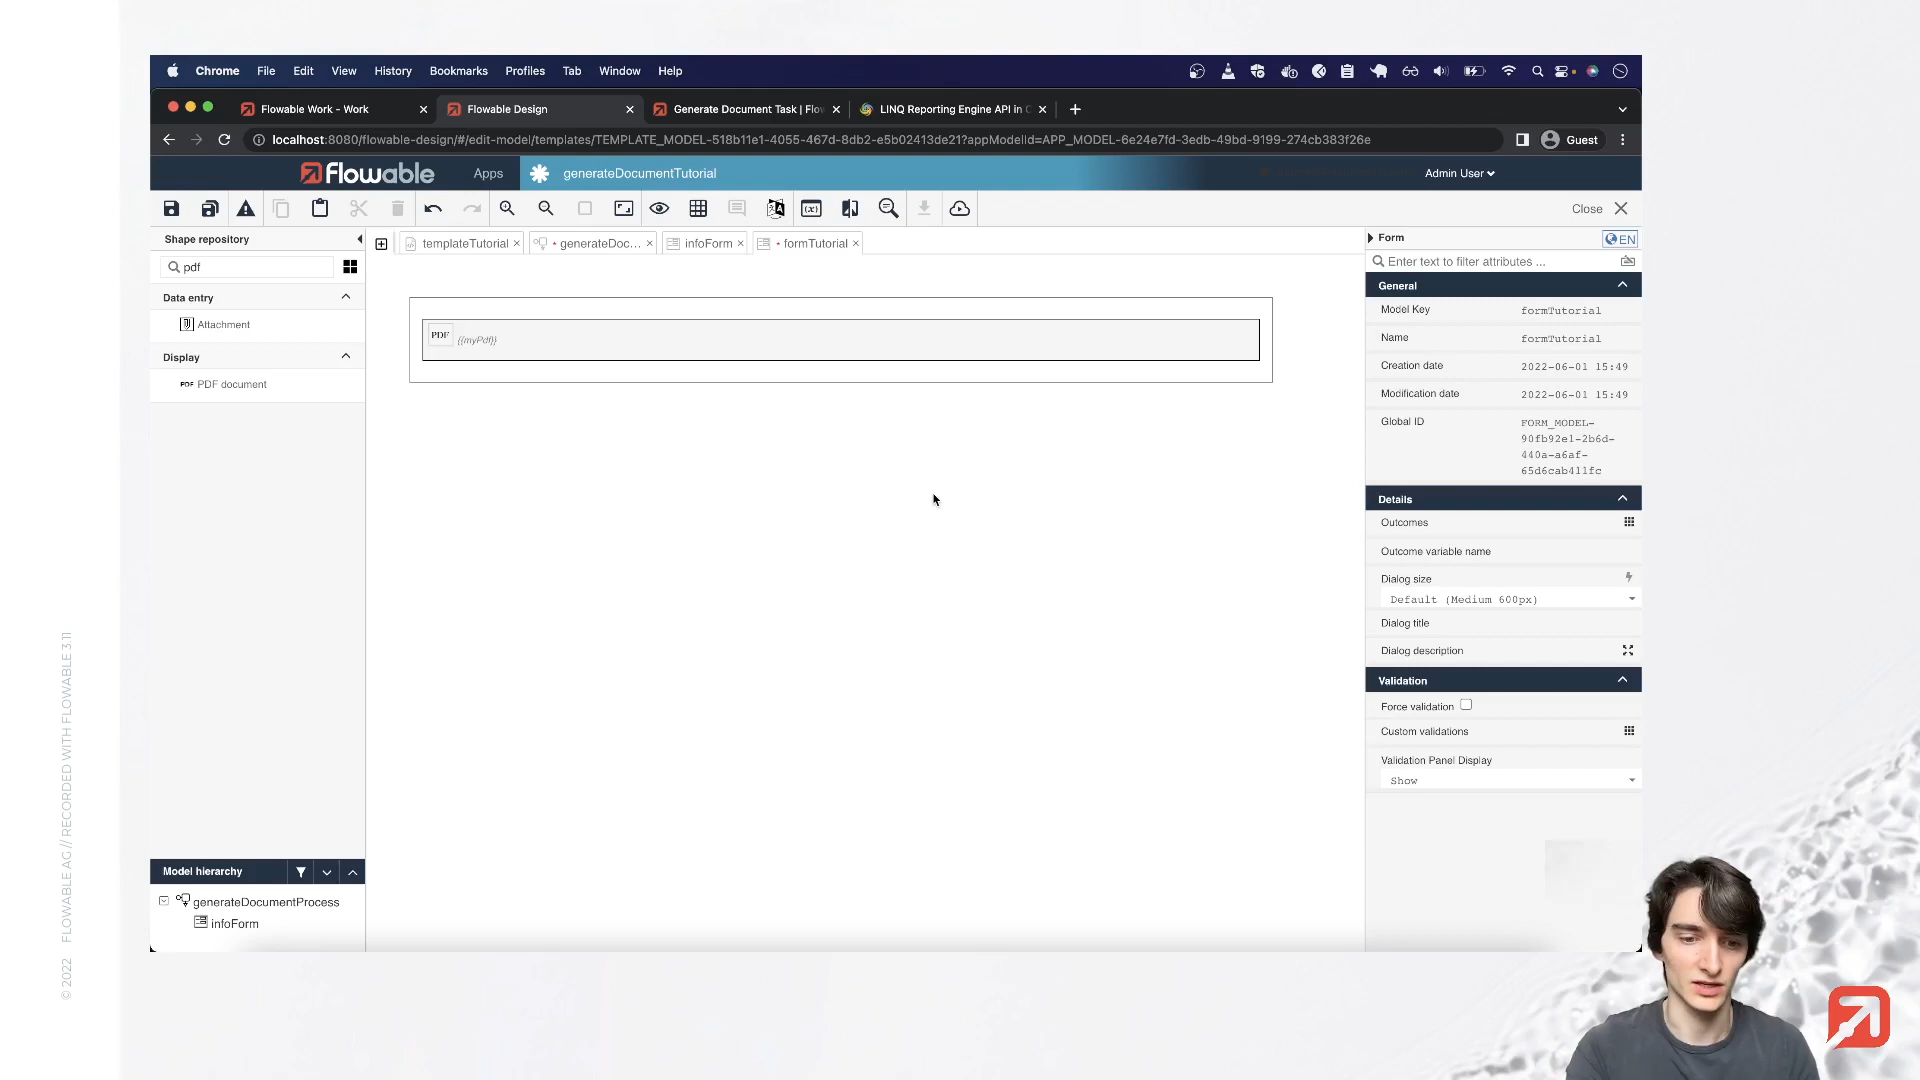 Chrome File Edit View History Bookmarks Profiles Tab Window Help
Flowable Work - Work
Flowable Design
Generate Document Task | Flo
LINQ Reporting Engine API in
localhost:8080/flowable-design/#/edit-model/templates/TEMPLATE_MODEL-518b11e1-4055-467d-8db2-e5b02413de21?appModelId=APP_MODEL-6e24e7fd-3edb-49bd-9199-274cb383f26e
Guest
Flowable
Apps
generateDocumentTutorial
Admin User
Close
Shape repository
pdf
Data entry
Attachment
Display
PDF PDF document
templateTutorial
* generateDoc...
infoForm
* formTutorial
PDF {{myPdf}}
Form
EN
Enter text to filter attributes ...
General
Model Key formTutorial
Name formTutorial
Creation date 2022-06-01 15:49
Modification date 2022-06-01 15:49
Global ID FORM_MODEL-
90fb92e1-2b6d-
440a-a6af-
65d6cab411fc
Details
Outcomes
Outcome variable name
Dialog size
Default (Medium 600px)
Dialog title
Dialog description
Validation
Force validation
Custom validations
Validation Panel Display
Show
Model hierarchy
generateDocumentProcess
infoForm
© 2022 FLOWABLE AG // RECORDED WITH FLOWABLE 3.11